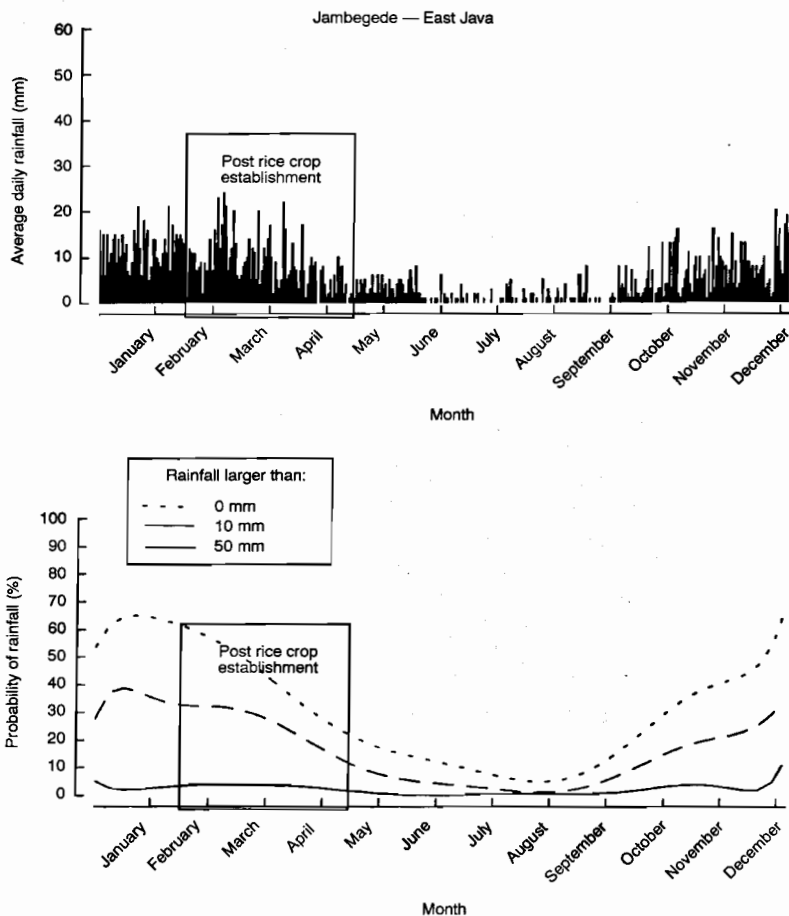 Jambegede — East Java
Average daily rainfall (mm)
60
50
40
30
20
10
0
Post rice crop
establishment
January
February
March
April
May
June
July
August
September
October
November
December
Month
Rainfall larger than:
0 mm
10 mm
50 mm
Probability of rainfall (%)
100
90
80
70
60
50
40
30
20
10
0
Post rice crop
establishment
January
February
March
April
May
June
July
August
September
October
November
December
Month